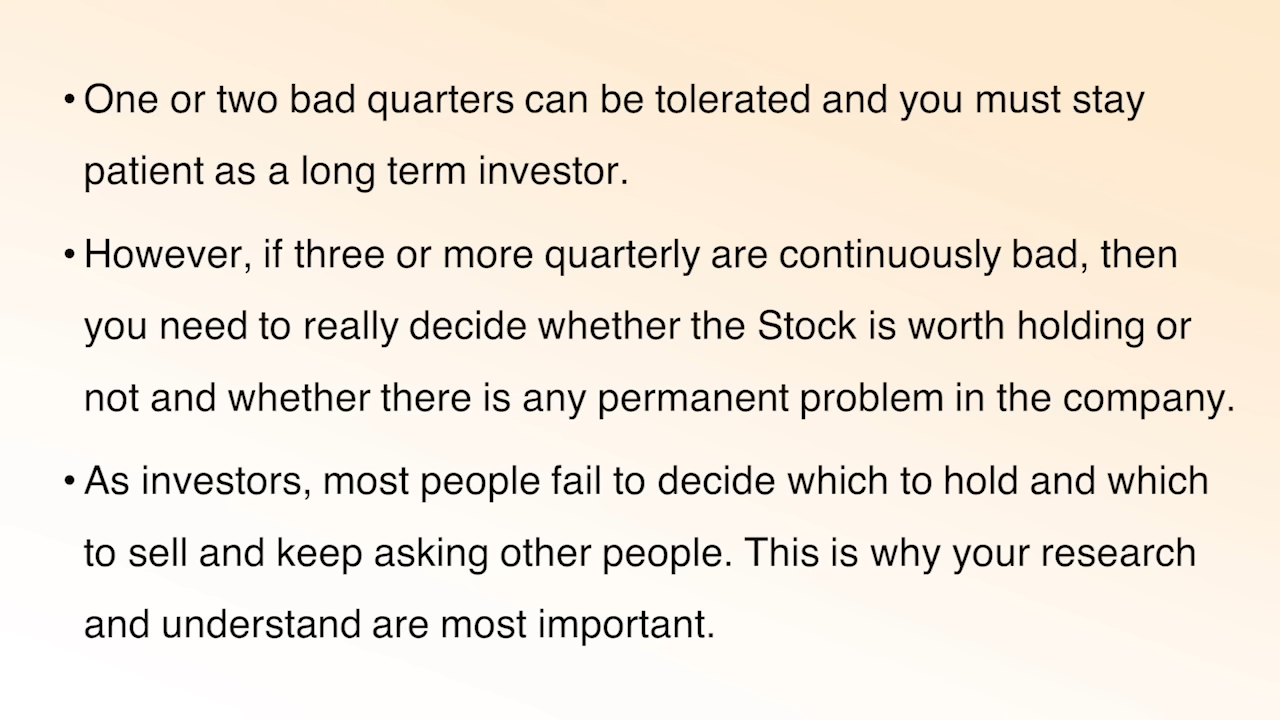 • One or two bad quarters can be tolerated and you must stay
patient as a long term investor.
• However, if three or more quarterly are continuously bad, then
you need to really decide whether the Stock is worth holding or
not and whether there is any permanent problem in the company.
• As investors, most people fail to decide which to hold and which
to sell and keep asking other people. This is why your research
and understand are most important.